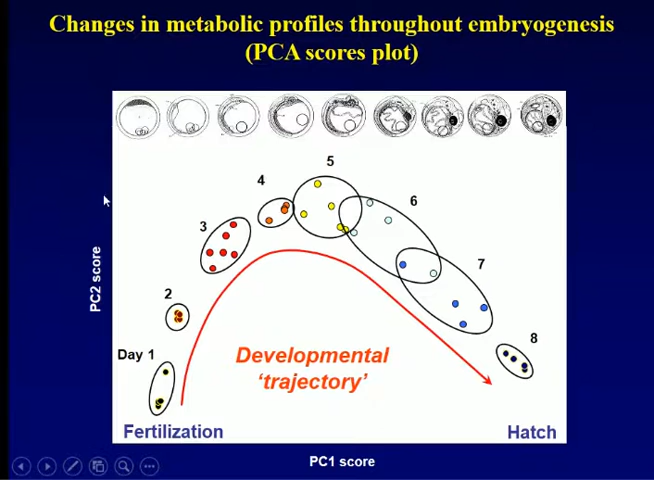 Changes in metabolic profiles throughout embryogenesis
(PCA scores plot)
5
4
6
3
7
2
8
Day 1
Developmental
‘trajectory’
PC2 score
Fertilization
Hatch
PC1 score